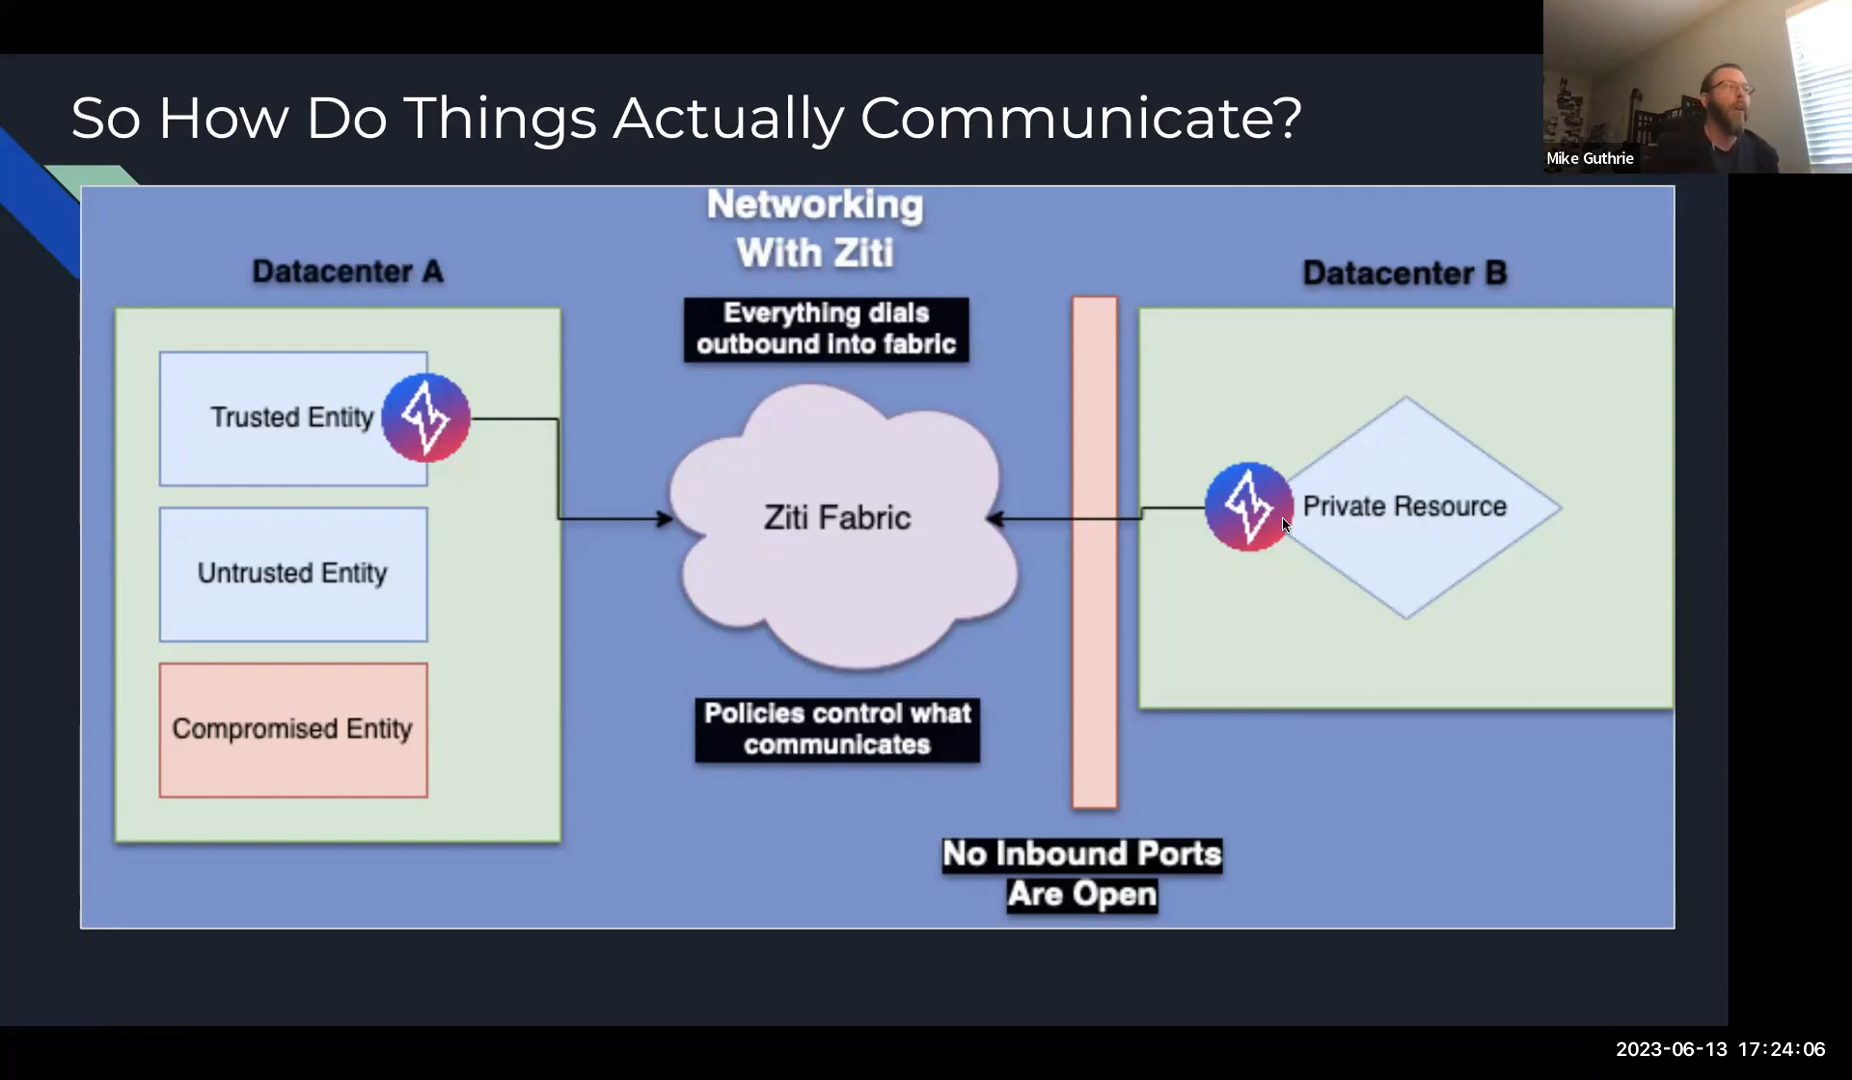 So How Do Things Actually Communicate?
Mike Guthrie
Networking
With Ziti
Datacenter A
Datacenter B
Everything dials
outbound into fabric
Trusted Entity
Ziti Fabric
Private Resource
Untrusted Entity
Compromised Entity
Policies control what
communicates
No Inbound Ports
Are Open
2023-06-13 17:24:06